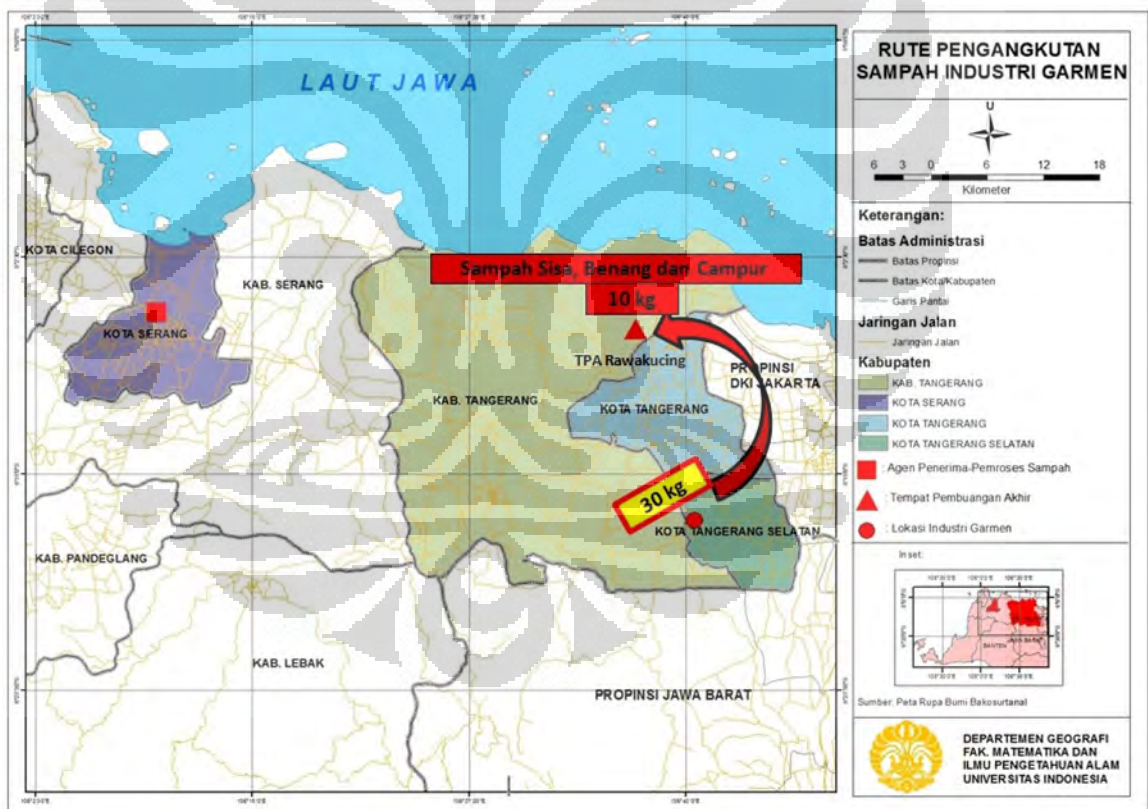 RUTE PENGANGKUTAN
SAMPAH INDUSTRI GARMEN
U
6 3 0 6 12 18
Kilometer
Keterangan:
Batas Administrasi
Batas Propinsi
Batas Kota/Kabupaten
Garis Pantai
Jaringan Jalan
Jaringan Jalan
Kabupaten
KAB. TANGERANG
KOTA SERANG
KOTA TANGERANG
KOTA TANGERANG SELATAN
: Agen Penerima-Pemroses Sampah
: Tempat Pembuangan Akhir
: Lokasi Industri Garmen
Inset:
BANTEN
Sumber: Peta Rupa Bumi Bakosurtanal
DEPARTEMEN GEOGRAFI
FAK. MATEMATIKA DAN
ILMU PENGETAHUAN ALAM
UNIVERSITAS INDONESIA
LAUT JAWA
KOTA CILEGON
KAB. SERANG
KOTA SERANG
Sampah Sisa, Benang dan Campur
10 kg
TPA Rawakucing
PROPINSI
DKI JAKARTA
KAB. TANGERANG
KOTA TANGERANG
30 kg
KOTA TANGERANG SELATAN
KAB. PANDEGLANG
KAB. LEBAK
PROPINSI JAWA BARAT